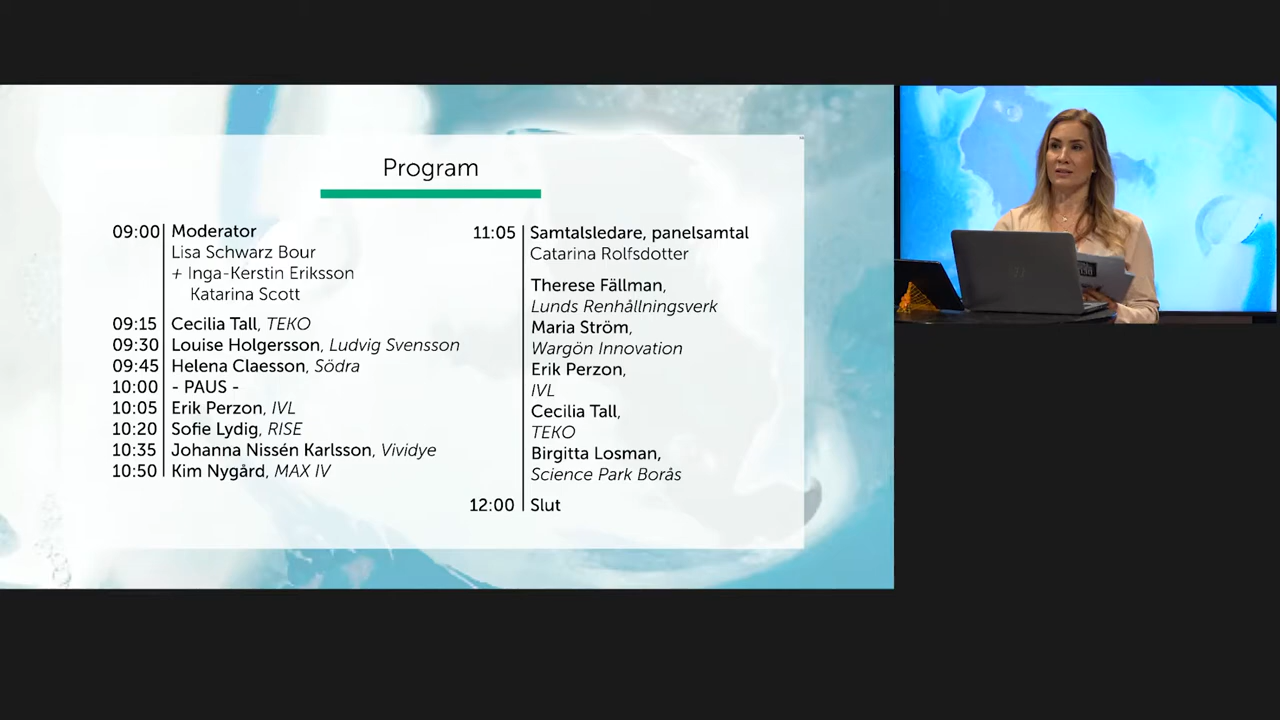 Program
09:00 Moderator
Lisa Schwarz Bour
+ Inga-Kerstin Eriksson
Katarina Scott
09:15 Cecilia Tall, TEKO
09:30 Louise Holgersson, Ludvig Svensson
09:45 Helena Claesson, Södra
10:00 - PAUS -
10:05 Erik Perzon, IVL
10:20 Sofie Lydig, RISE
10:35 Johanna Nissén Karlsson, Vividye
10:50 Kim Nygård, MAX IV
11:05 Samtalsledare, panelsamtal
Catarina Rolfsdotter
Therese Fällman,
Lunds Renhållningsverk
Maria Ström,
Wargön Innovation
Erik Perzon,
IVL
Cecilia Tall,
TEKO
Birgitta Losman,
Science Park Borås
12:00 Slut